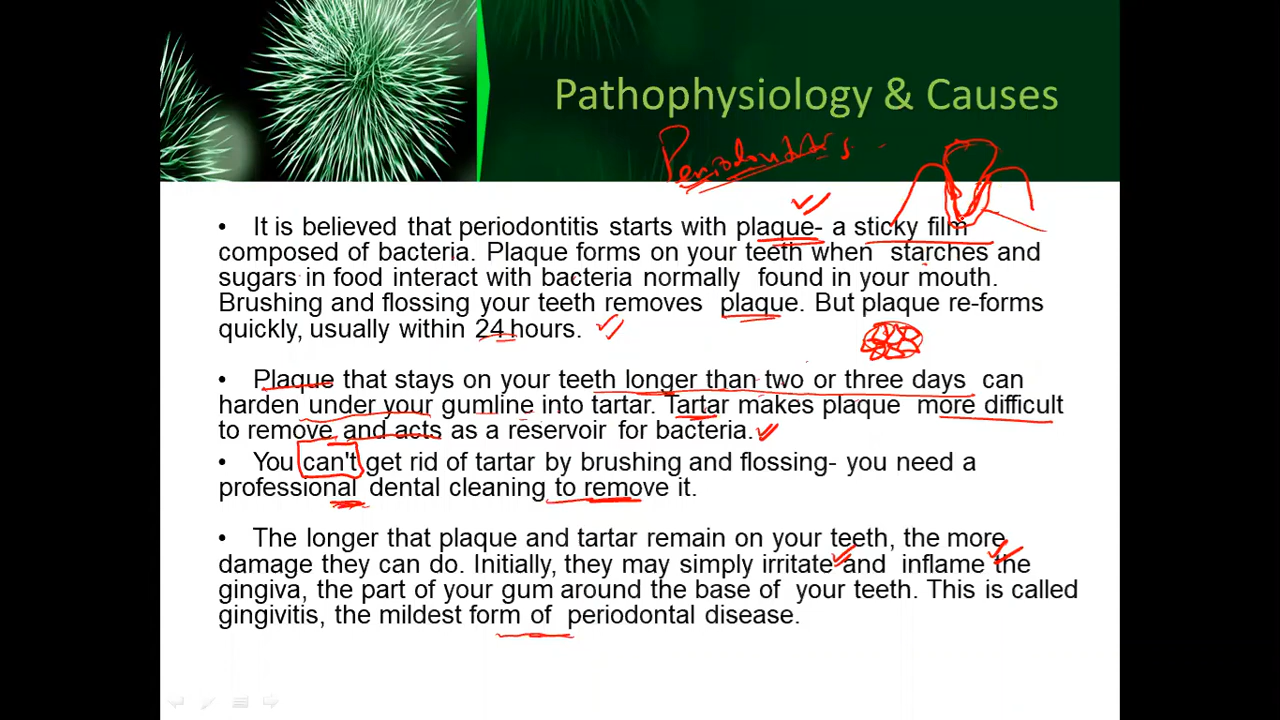 Pathophysiology & Causes
Periodontitis
• It is believed that periodontitis starts with plaque- a sticky film
composed of bacteria. Plaque forms on your teeth when starches and
sugars in food interact with bacteria normally found in your mouth.
Brushing and flossing your teeth removes plaque. But plaque re-forms
quickly, usually within 24 hours.
• Plaque that stays on your teeth longer than two or three days can
harden under your gumline into tartar. Tartar makes plaque more difficult
to remove and acts as a reservoir for bacteria.
• You can't get rid of tartar by brushing and flossing- you need a
professional dental cleaning to remove it.
• The longer that plaque and tartar remain on your teeth, the more
damage they can do. Initially, they may simply irritate and inflame the
gingiva, the part of your gum around the base of your teeth. This is called
gingivitis, the mildest form of periodontal disease.